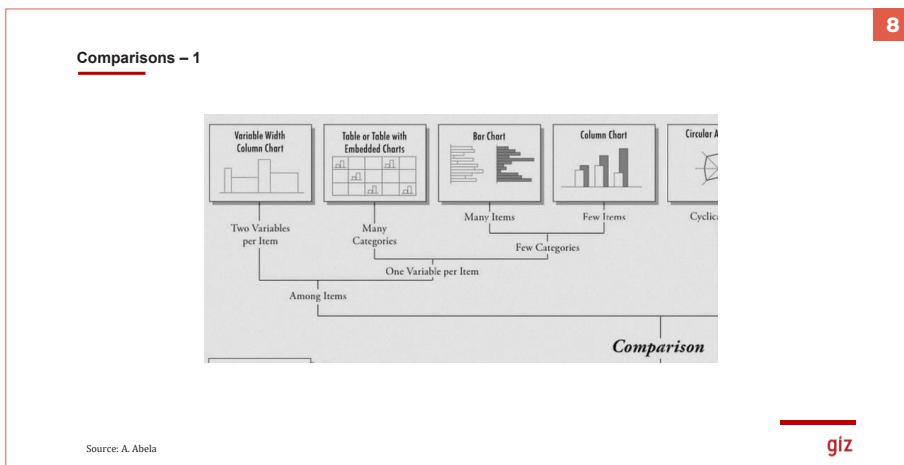 8
Comparisons – 1
Variable Width
Column Chart
Table or Table with
Embedded Charts
Bar Chart
Column Chart
Circular A
Two Variables
per Item
Many
Categories
Many Items
Few Items
Cyclica
Few Categories
One Variable per Item
Among Items
Comparison
Source: A. Abela
giz